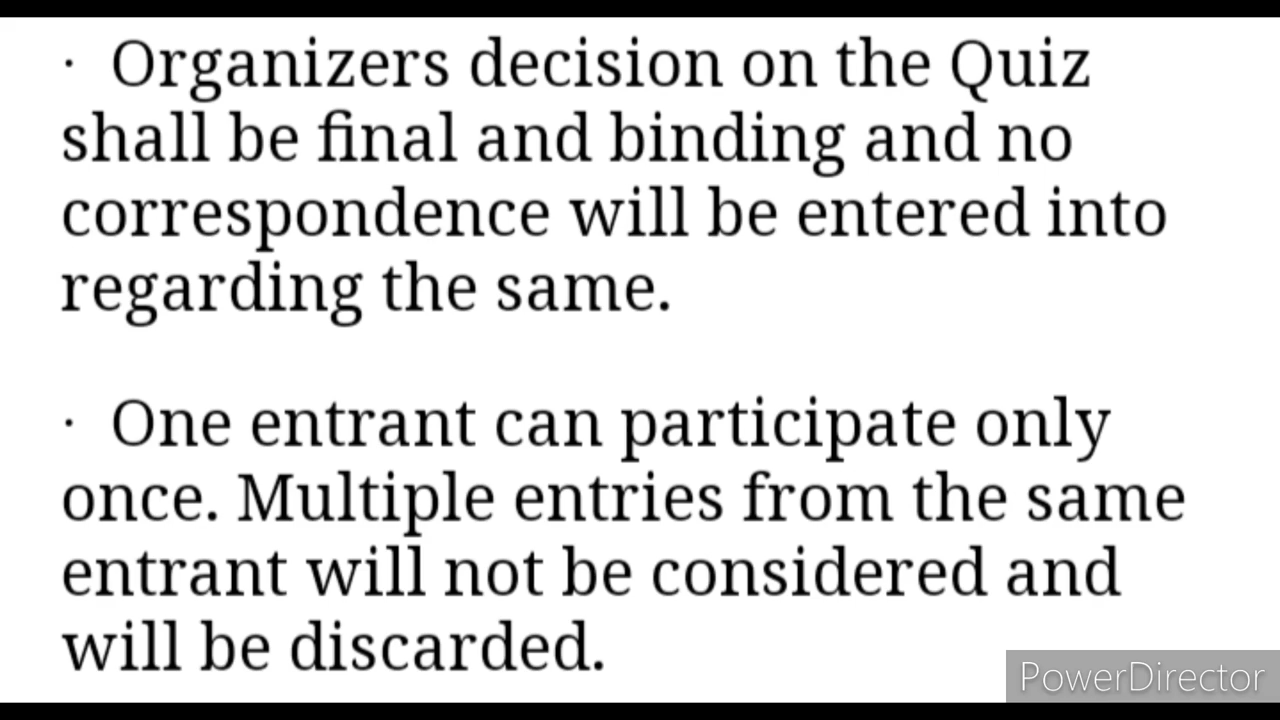 · Organizers decision on the Quiz
shall be final and binding and no
correspondence will be entered into
regarding the same.
· One entrant can participate only
once. Multiple entries from the same
entrant will not be considered and
will be discarded.
PowerDirector